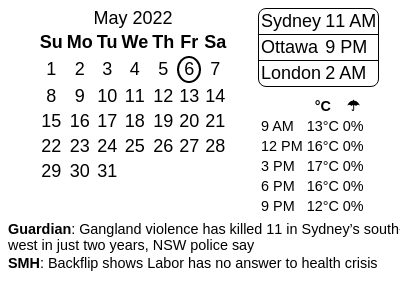 May 2022
Su Mo Tu We Th Fr Sa
1 2 3 4 5 6 7
8 9 10 11 12 13 14
15 16 17 18 19 20 21
22 23 24 25 26 27 28
29 30 31
Sydney 11 AM
Ottawa 9 PM
London 2 AM
°C ☂
9 AM 13°C 0%
12 PM 16°C 0%
3 PM 17°C 0%
6 PM 16°C 0%
9 PM 12°C 0%
Guardian: Gangland violence has killed 11 in Sydney’s south-
west in just two years, NSW police say
SMH: Backflip shows Labor has no answer to health crisis